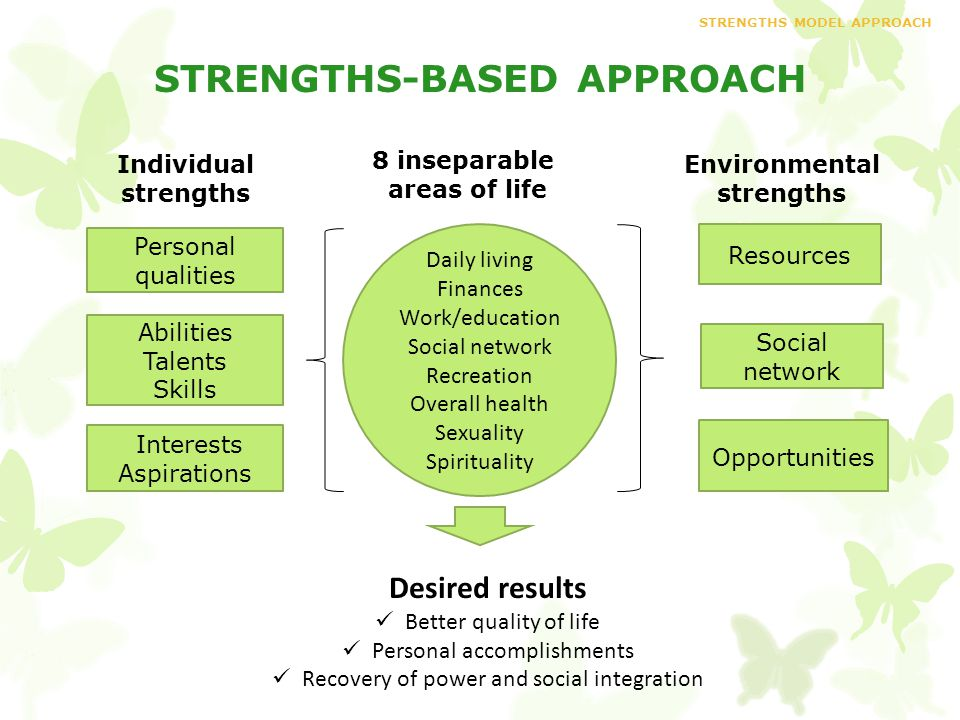 STRENGTHS MODEL APPROACH
STRENGTHS-BASED APPROACH
Individual
strengths
Personal
qualities
Abilities
Talents
Skills
Interests
Aspirations
8 inseparable
areas of life
Daily living
Finances
Work/education
Social network
Recreation
Overall health
Sexuality
Spirituality
Environmental
strengths
Resources
Social
network
Opportunities
Desired results
✓ Better quality of life
✓ Personal accomplishments
✓ Recovery of power and social integration